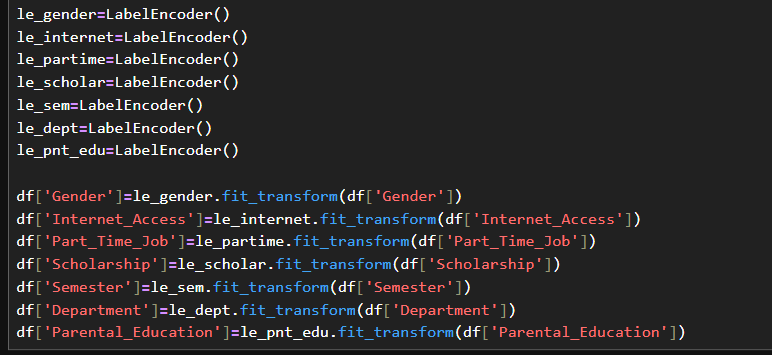 le_gender=LabelEncoder()
le_internet=LabelEncoder()
le_partime=LabelEncoder()
le_scholar=LabelEncoder()
le_sem=LabelEncoder()
le_dept=LabelEncoder()
le_pnt_edu=LabelEncoder()
df['Gender']=le_gender.fit_transform(df['Gender'])
df['Internet_Access']=le_internet.fit_transform(df['Internet_Access'])
df['Part_Time_Job']=le_partime.fit_transform(df['Part_Time_Job'])
df['Scholarship']=le_scholar.fit_transform(df['Scholarship'])
df['Semester']=le_sem.fit_transform(df['Semester'])
df['Department']=le_dept.fit_transform(df['Department'])
df['Parental_Education']=le_pnt_edu.fit_transform(df['Parental_Education'])